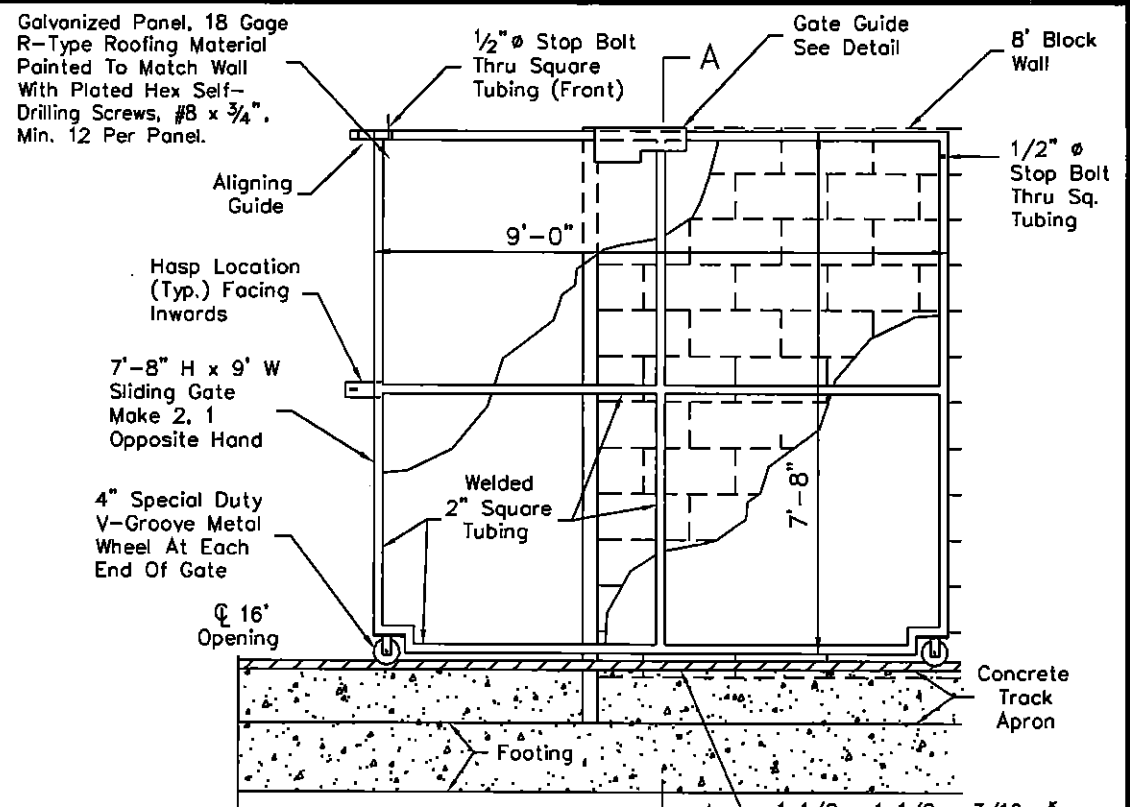 Galvanized Panel, 18 Gage
R-Type Roofing Material
Painted To Match Wall
With Plated Hex Self-
Drilling Screws, #8 x 3/4",
Min. 12 Per Panel.
1/2" ø Stop Bolt
Thru Square
Tubing (Front)
A
Gate Guide
See Detail
8' Block
Wall
1/2" ø
Stop Bolt
Thru Sq.
Tubing
Aligning
Guide
9'-0"
Hasp Location
(Typ.) Facing
Inwards
7'-8" H x 9' W
Sliding Gate
Make 2, 1
Opposite Hand
Welded
2" Square
Tubing
7'-8"
4" Special Duty
V-Groove Metal
Wheel At Each
End Of Gate
℄ 16'
Opening
Concrete
Track
Apron
Footing